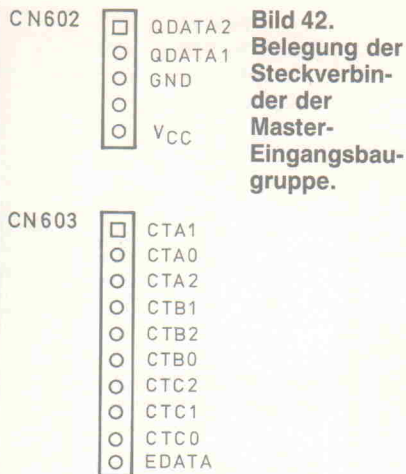 CN602
QDATA2
QDATA1
GND
VCC
Bild 42.
Belegung der
Steckverbin-
der der
Master-
Eingangsbau-
gruppe.
CN603
CTA1
CTA0
CTA2
CTB1
CTB2
CTB0
CTC2
CTC1
CTC0
EDATA